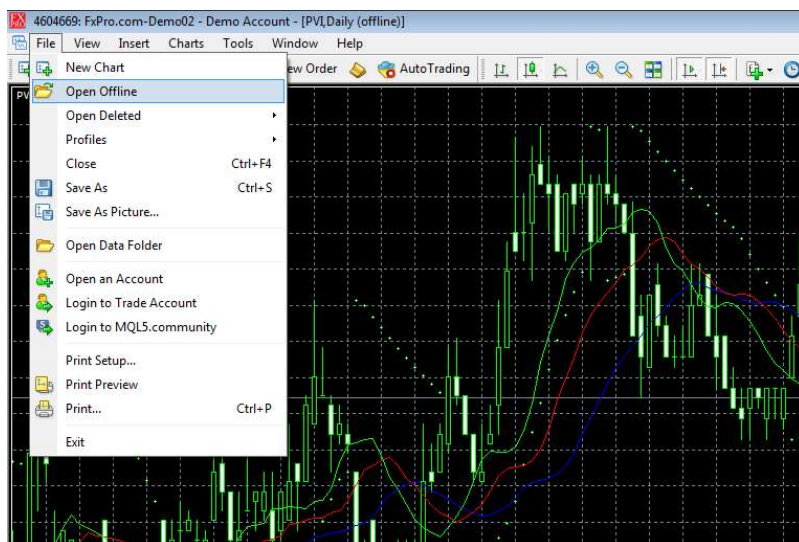 4604669: FxPro.com-Demo02 - Demo Account - [PVI,Daily (offline)]
File View Insert Charts Tools Window Help
ew Order AutoTrading
PV
New Chart
Open Offline
Open Deleted
Profiles
Close Ctrl+F4
Save As Ctrl+S
Save As Picture...
Open Data Folder
Open an Account
Login to Trade Account
Login to MQL5.community
Print Setup...
Print Preview
Print... Ctrl+P
Exit